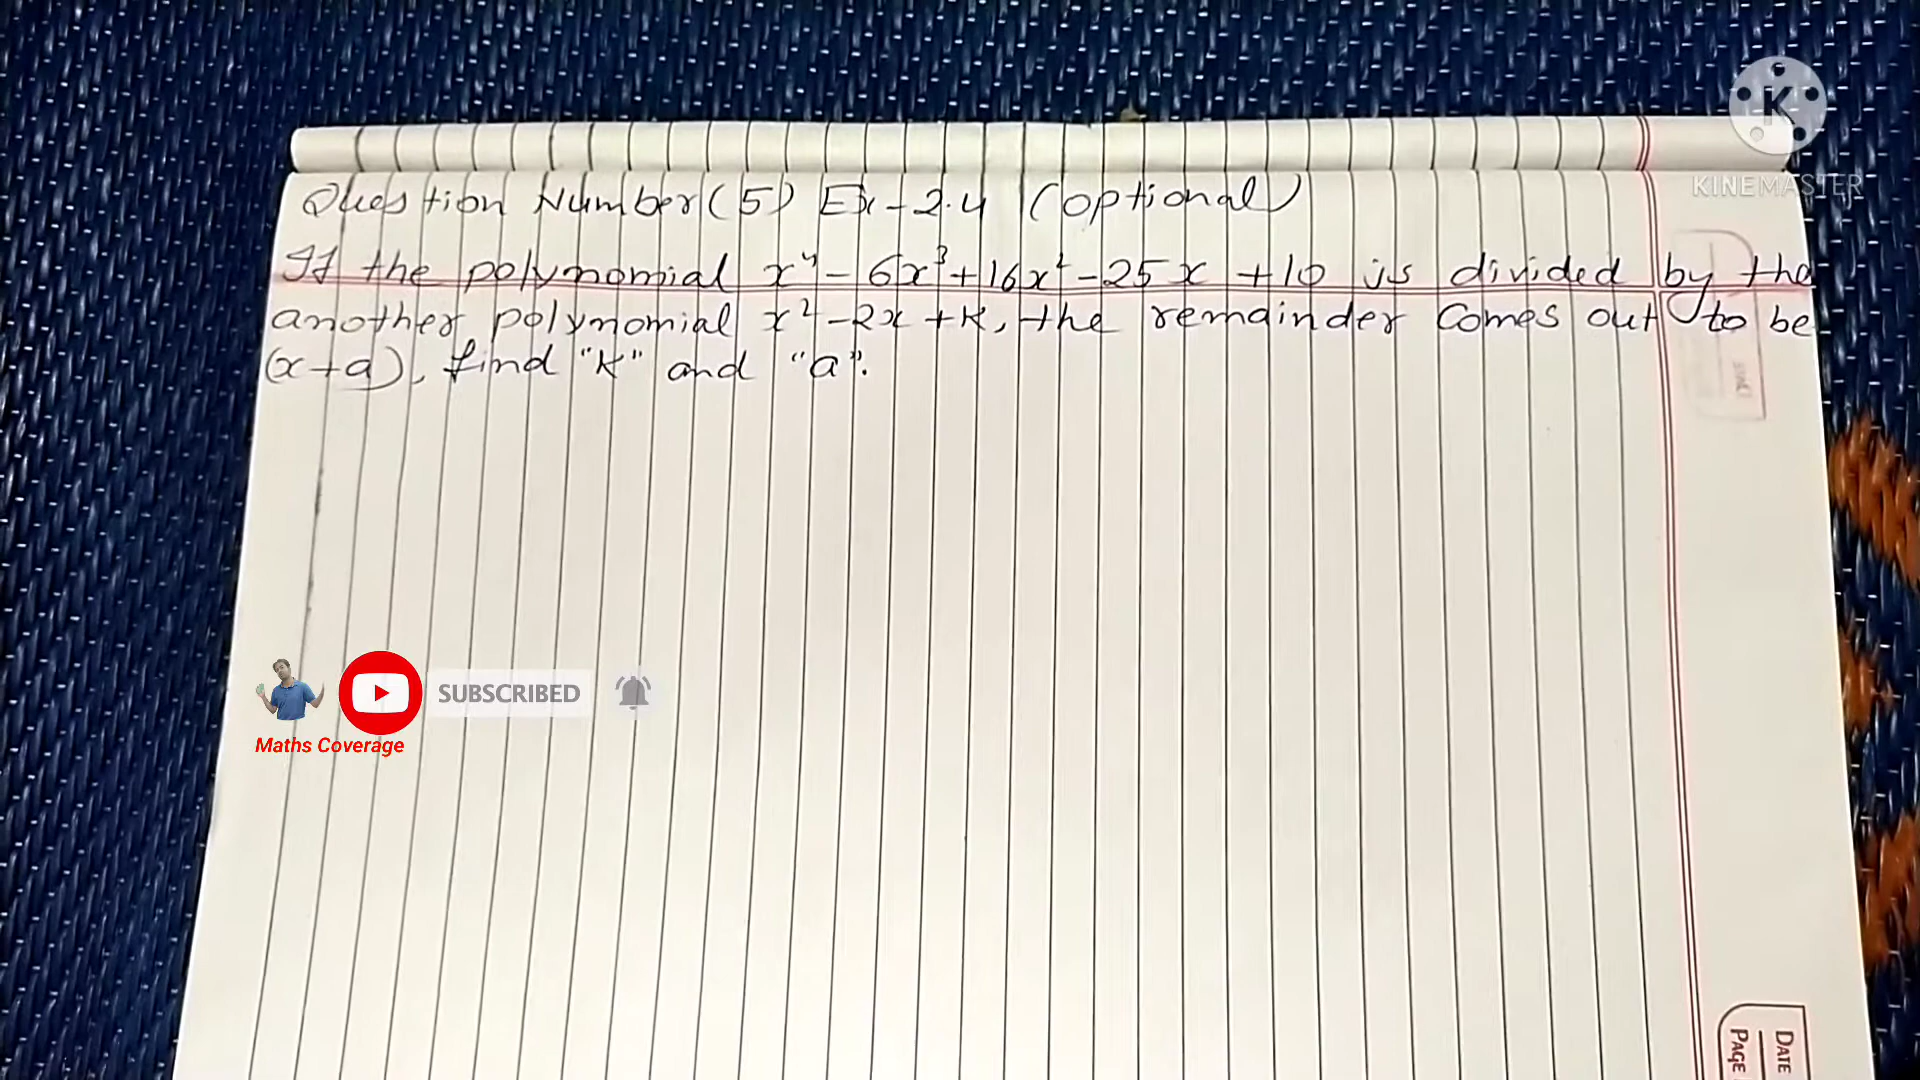 Question Number (5) Ex-2.4 (optional)
If the polynomial x⁴ - 6x³ + 16x² - 25x + 10 is divided by the
another polynomial x² - 2x + K, the remainder comes out to be
(x+a), find "K" and "a".
K
KINEMASTER
SUBSCRIBED
Maths Coverage
DATE
PAGE